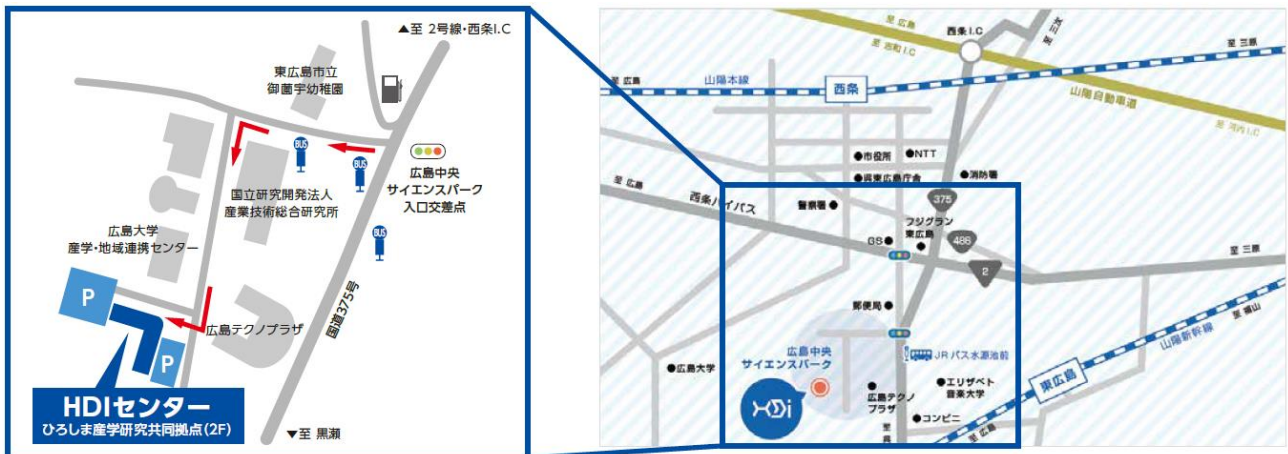 ▲至 2号線・西条I.C
東広島市立
御薗宇幼稚園
BUS
BUS
広島中央
サイエンスパーク
入口交差点
国立研究開発法人
産業技術総合研究所
BUS
広島大学
産学・地域連携センター
P
国道375号
広島テクノプラザ
P
HDIセンター
ひろしま産学研究共同拠点(2F)
▼至 黒瀬
至 広島
西条I.C
至 三次
至 志和I.C
至 三原
至 広島
山陽本線
西条
山陽自動車道
至 河内I.C
●市役所
●NTT
●呉東広島庁舎
●消防署
至 広島
西条バイパス
警察署●
375
フジグラン
東広島
486
GS●
至 三原
2
郵便局●
至 福山
山陽新幹線
広島中央
サイエンスパーク
JRバス水源池前
●広島大学
東広島
HDi
●エリザベト
音楽大学
広島テクノ
プラザ
●コンビニ
至 広島
至 呉